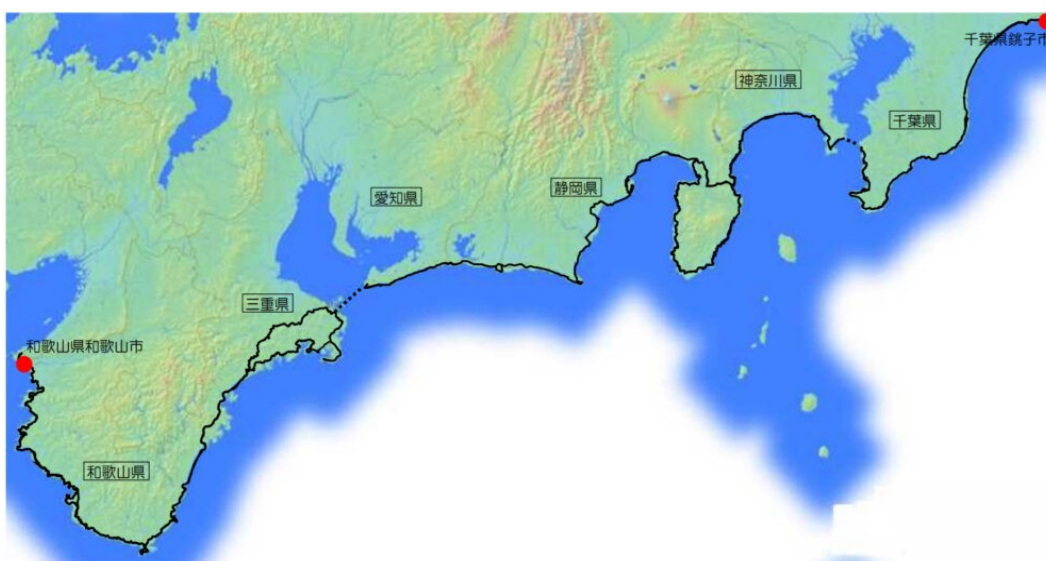 千葉県銚子市
神奈川県
千葉県
静岡県
愛知県
三重県
和歌山県和歌山市
和歌山県